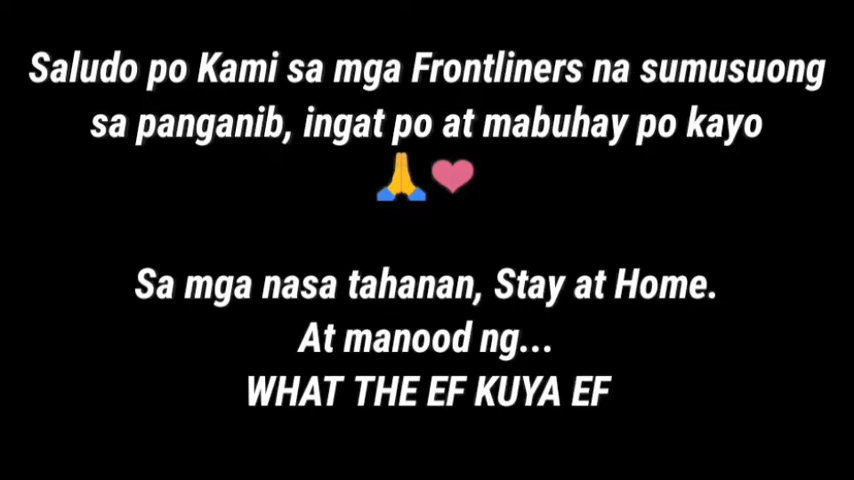 Saludo po Kami sa mga Frontliners na sumusuong
sa panganib, ingat po at mabuhay po kayo
🙏❤
Sa mga nasa tahanan, Stay at Home.
At manood ng...
WHAT THE EF KUYA EF